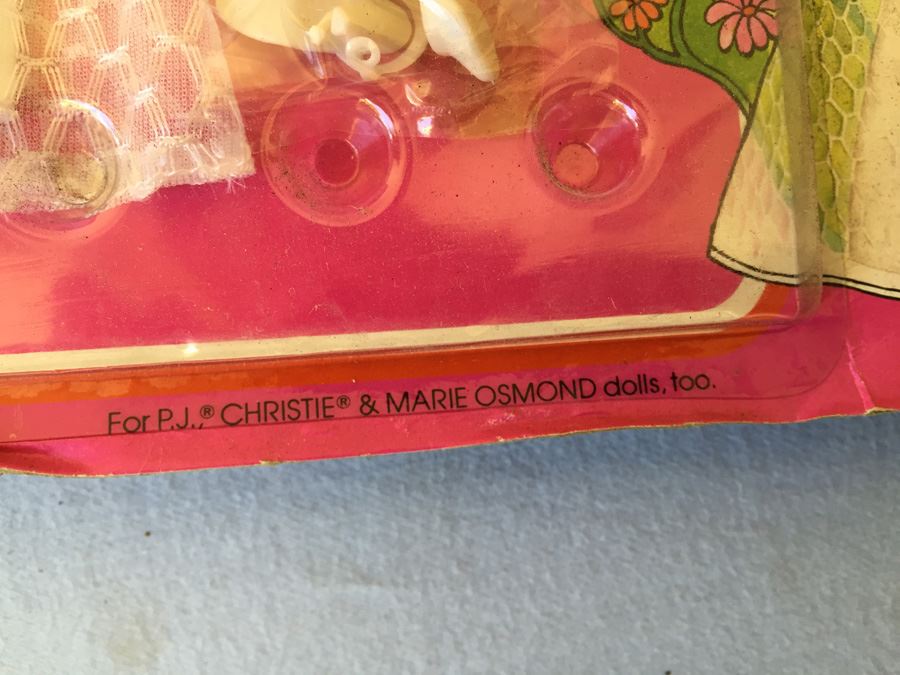 For P.J.,® CHRISTIE® & MARIE OSMOND dolls, too.